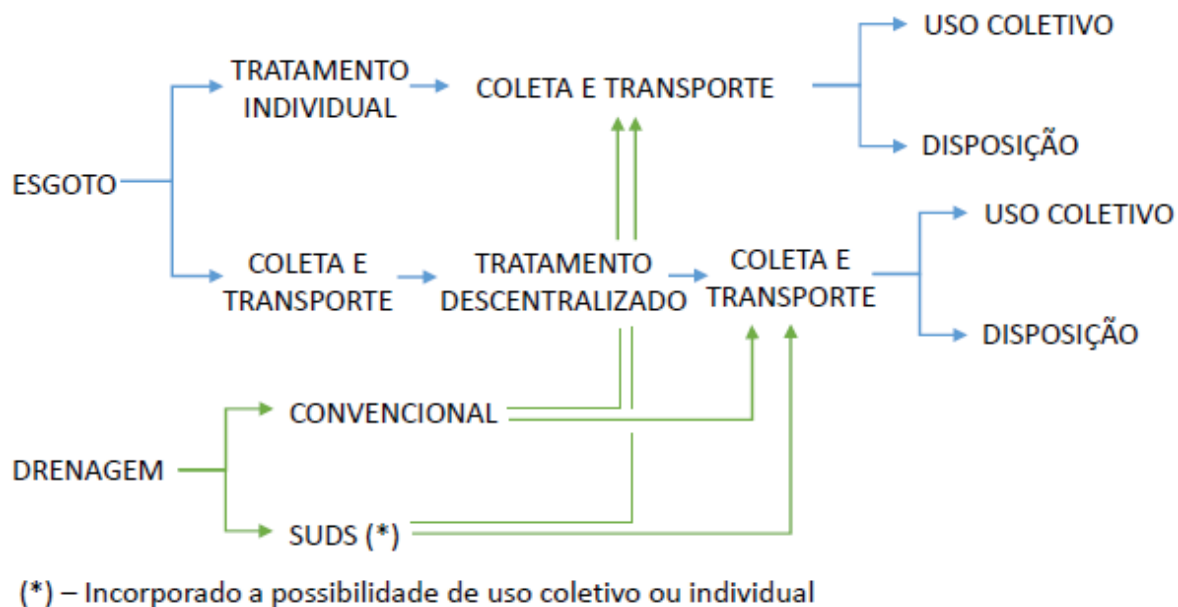 USO COLETIVO
TRATAMENTO
INDIVIDUAL
COLETA E TRANSPORTE
DISPOSIÇÃO
ESGOTO
USO COLETIVO
COLETA E
TRANSPORTE
TRATAMENTO
DESCENTRALIZADO
COLETA E
TRANSPORTE
DISPOSIÇÃO
CONVENCIONAL
DRENAGEM
SUDS (*)
(*) – Incorporado a possibilidade de uso coletivo ou individual